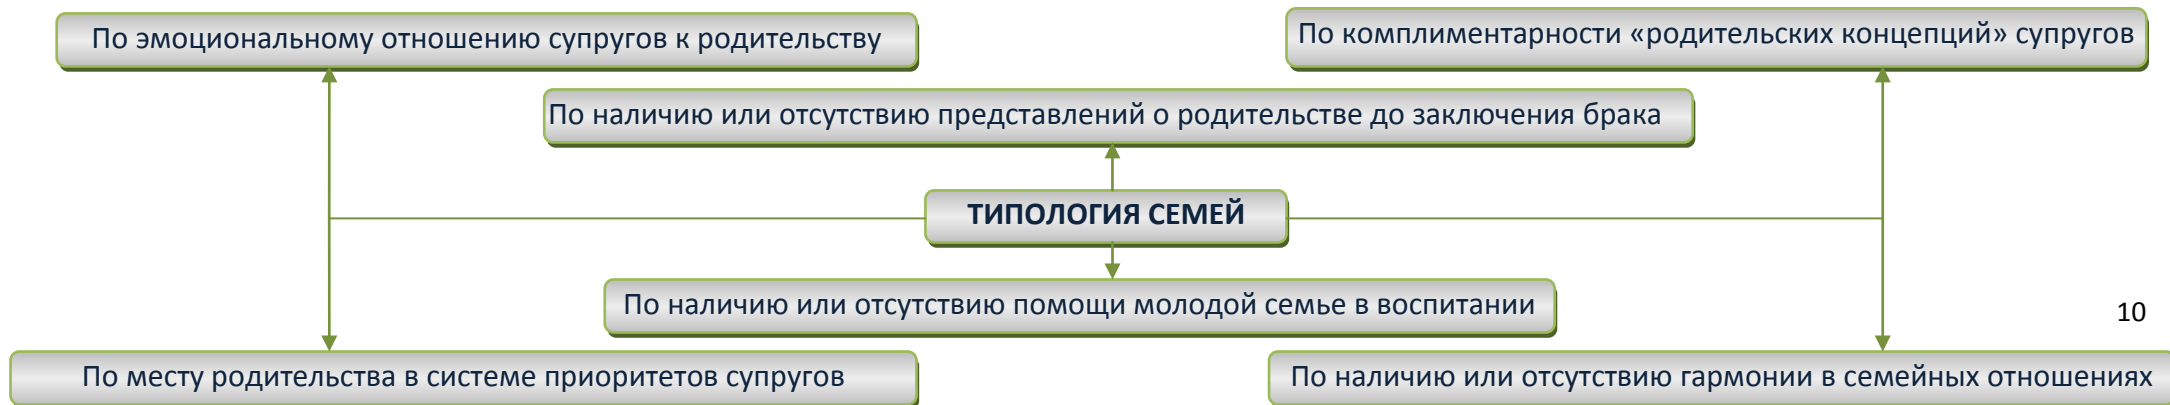 По эмоциональному отношению супругов к родительству
По комплиментарности «родительских концепций» супругов
По наличию или отсутствию представлений о родительстве до заключения брака
ТИПОЛОГИЯ СЕМЕЙ
По наличию или отсутствию помощи молодой семье в воспитании
10
По месту родительства в системе приоритетов супругов
По наличию или отсутствию гармонии в семейных отношениях